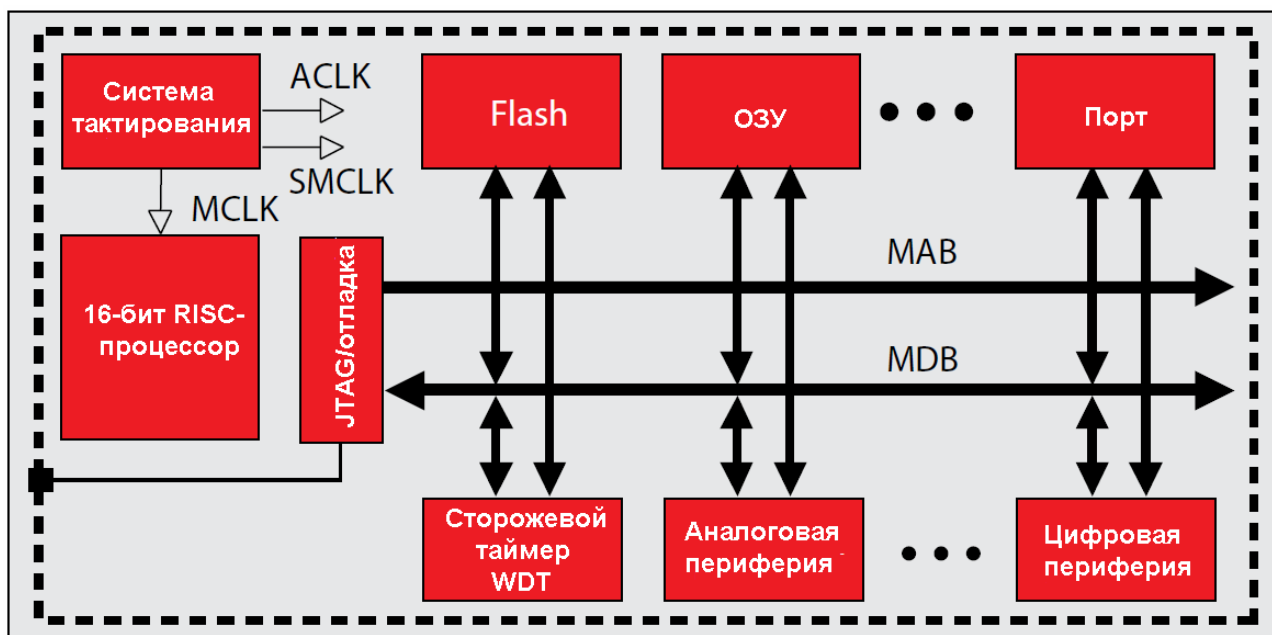 Система
тактирования
ACLK
SMCLK
MCLK
Flash
ОЗУ
Порт
16-бит RISC-
процессор
JTAG/отладка
MAB
MDB
Сторожевой
таймер
WDT
Аналоговая
периферия
Цифровая
периферия